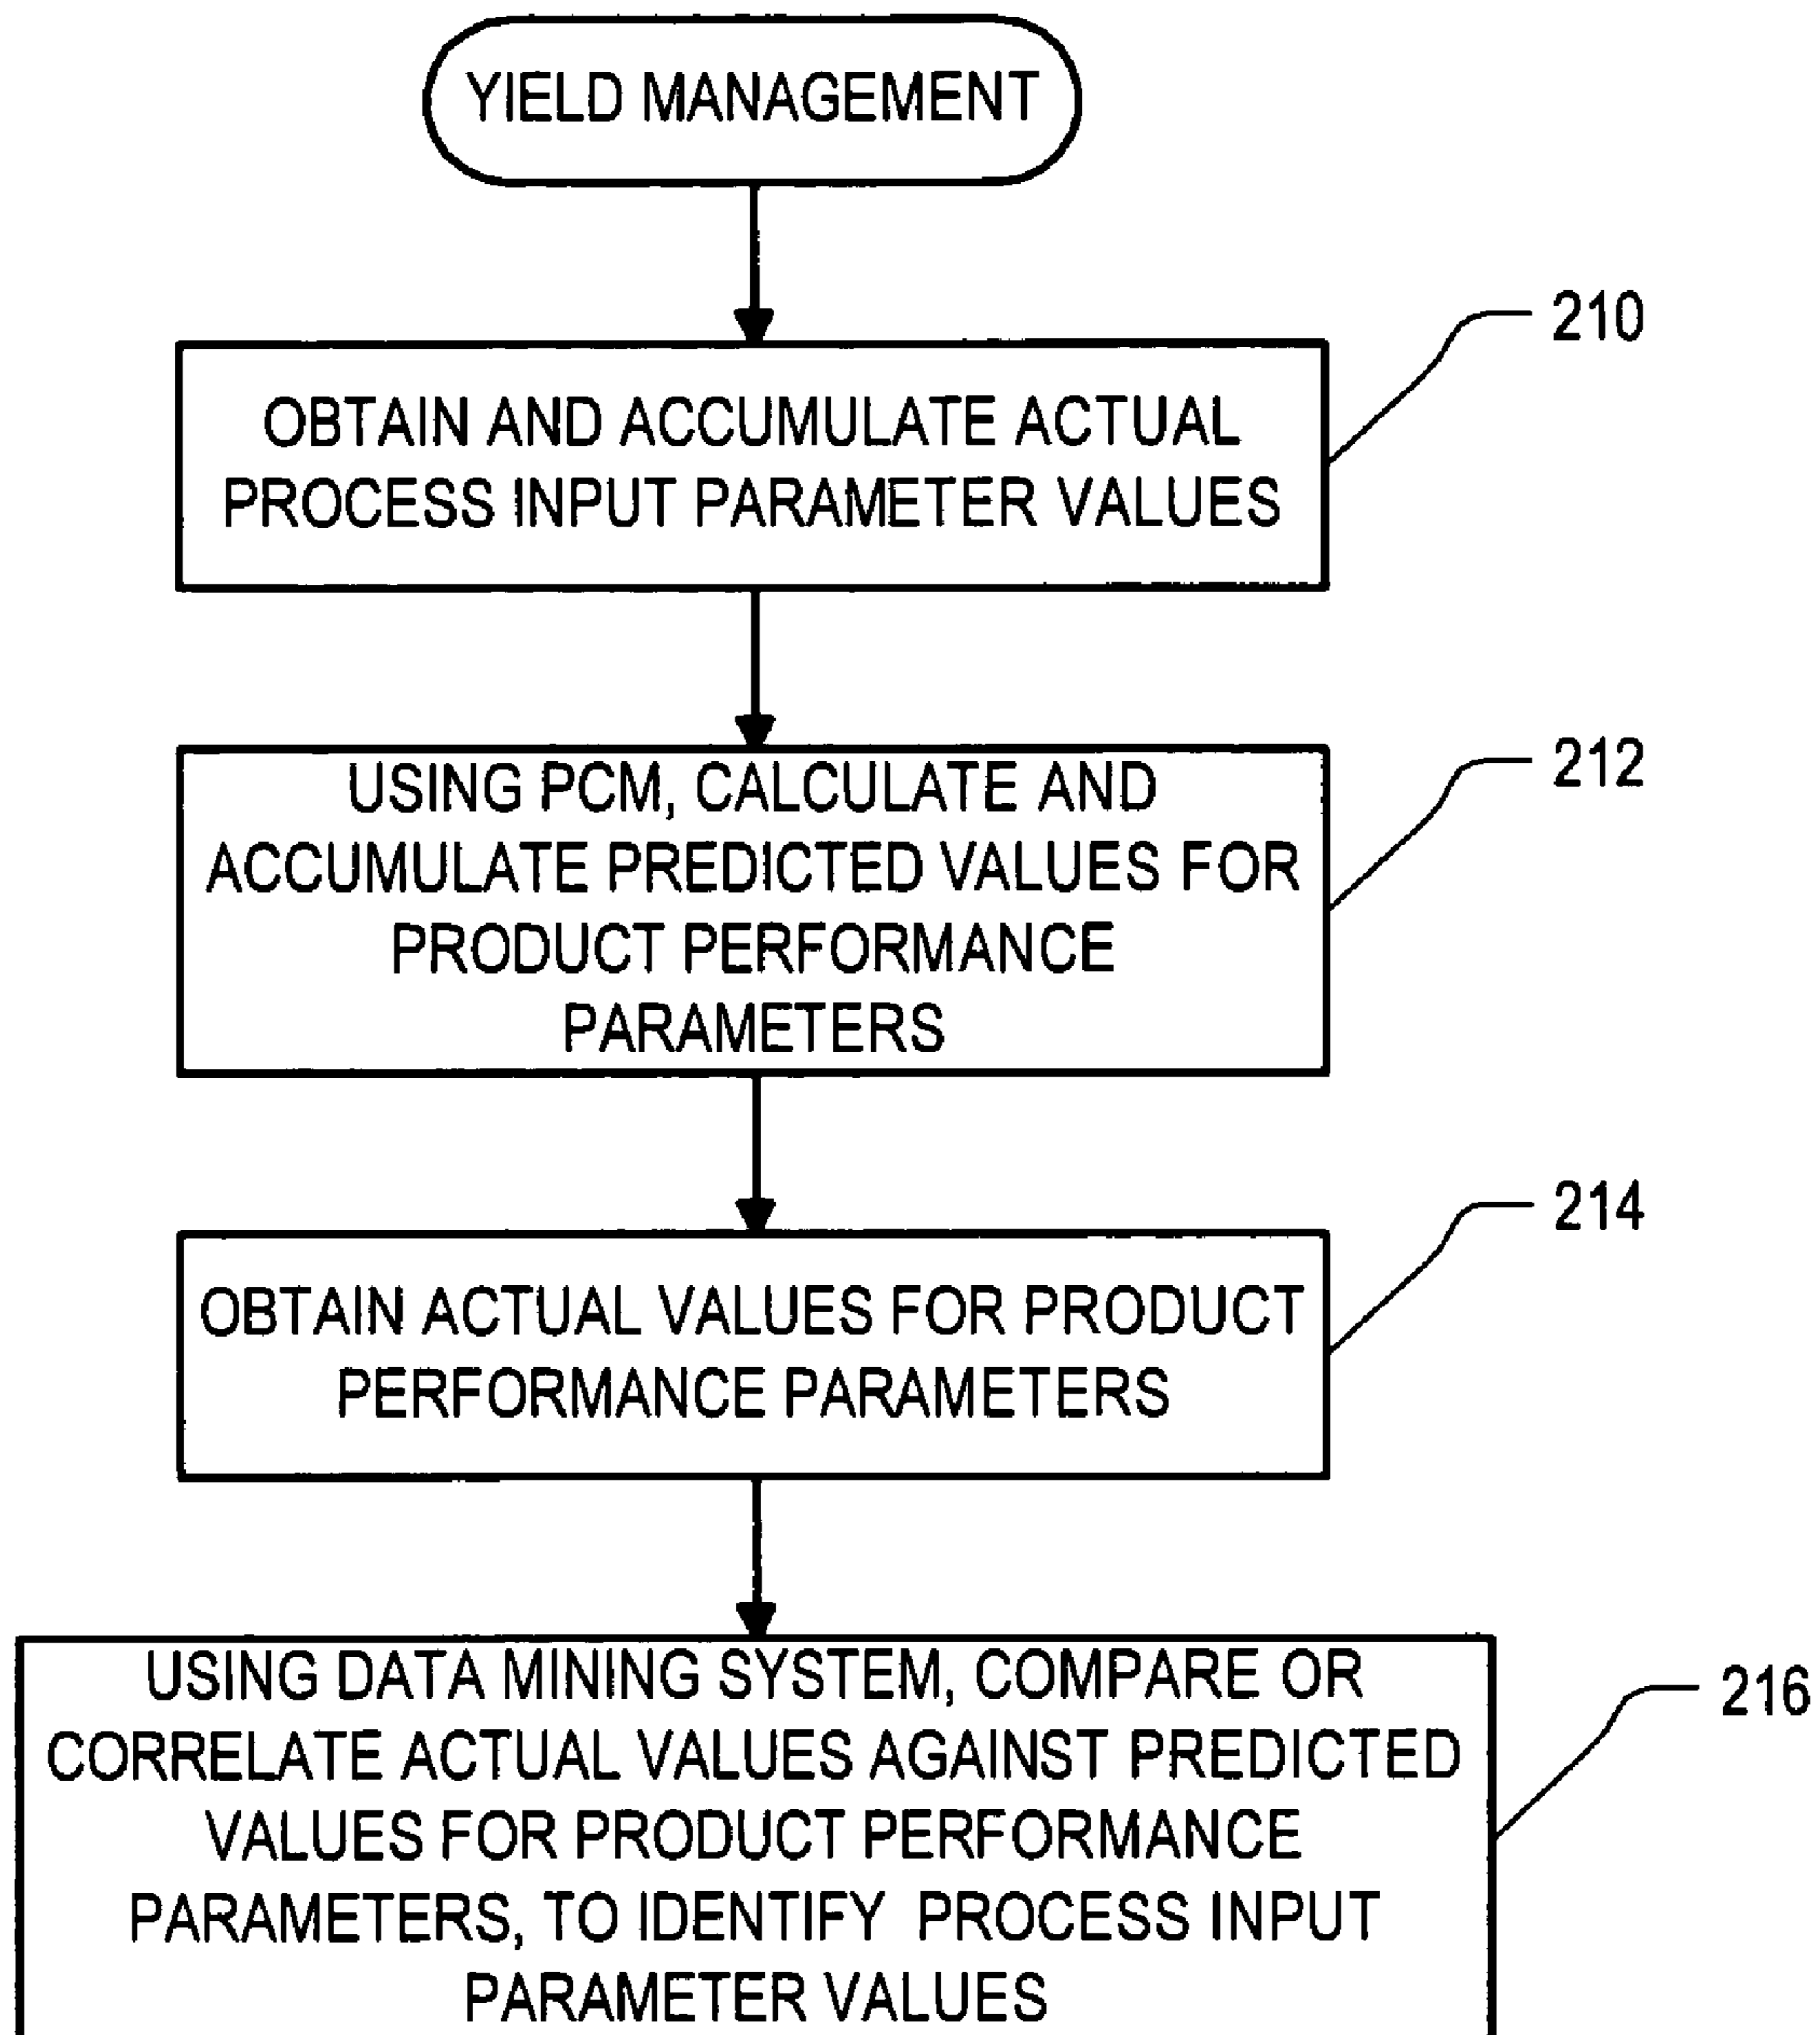 YIELD MANAGEMENT
210
OBTAIN AND ACCUMULATE ACTUAL
PROCESS INPUT PARAMETER VALUES
212
USING PCM, CALCULATE AND
ACCUMULATE PREDICTED VALUES FOR
PRODUCT PERFORMANCE
PARAMETERS
214
OBTAIN ACTUAL VALUES FOR PRODUCT
PERFORMANCE PARAMETERS
216
USING DATA MINING SYSTEM, COMPARE OR
CORRELATE ACTUAL VALUES AGAINST PREDICTED
VALUES FOR PRODUCT PERFORMANCE
PARAMETERS, TO IDENTIFY PROCESS INPUT
PARAMETER VALUES